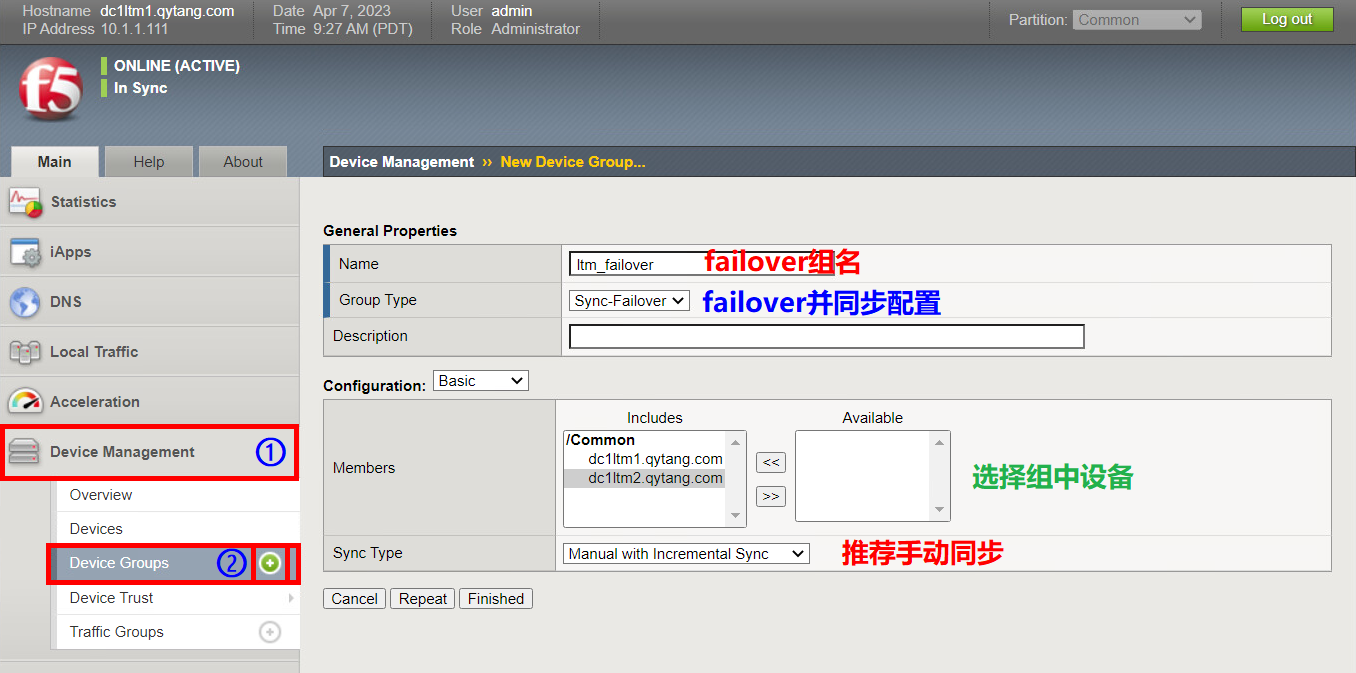 Hostname dc1ltm1.qytang.com Date Apr 7, 2023 User admin Partition: Common Log out
IP Address 10.1.1.111 Time 9:27 AM (PDT) Role Administrator
f5
ONLINE (ACTIVE)
In Sync
Main Help About
Device Management ›› New Device Group...
Statistics
iApps
DNS
Local Traffic
Acceleration
Device Management ①
Overview
Devices
Device Groups ②
Device Trust
Traffic Groups
General Properties
Name ltm_failover failover组名
Group Type Sync-Failover failover并同步配置
Description
Configuration: Basic
Includes Available
Members
/Common
dc1ltm1.qytang.com
dc1ltm2.qytang.com
<<
>>
选择组中设备
Sync Type Manual with Incremental Sync 推荐手动同步
Cancel Repeat Finished